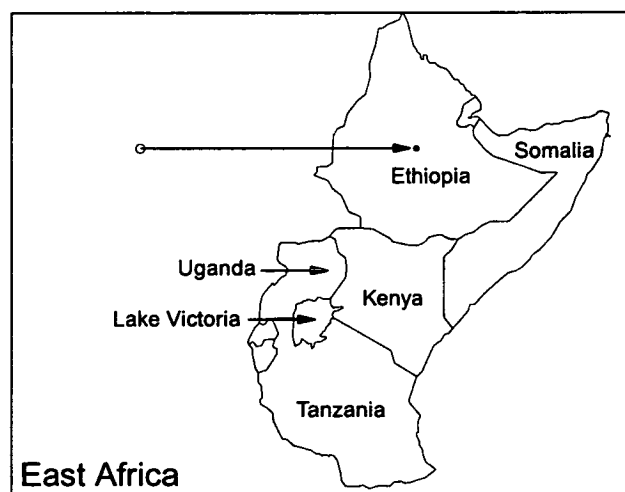 Somalia
Ethiopia
Uganda
Kenya
Lake Victoria
Tanzania
East Africa